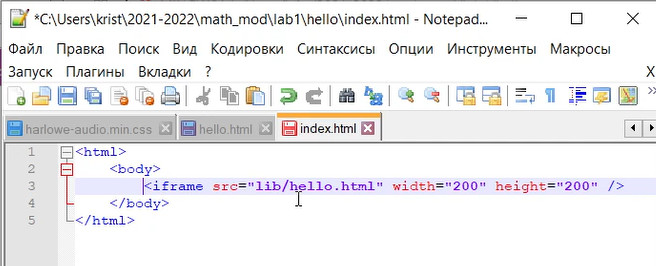 *C:\Users\krist\2021-2022\math_mod\lab1\hello\index.html - Notepad...
Файл Правка Поиск Вид Кодировки Синтаксисы Опции Инструменты Макросы
Запуск Плагины Вкладки ? X
harlowe-audio.min.css hello.html index.html
1 <html>
2 <body>
3 <iframe src="lib/hello.html" width="200" height="200" />
4 </body>
5 </html>